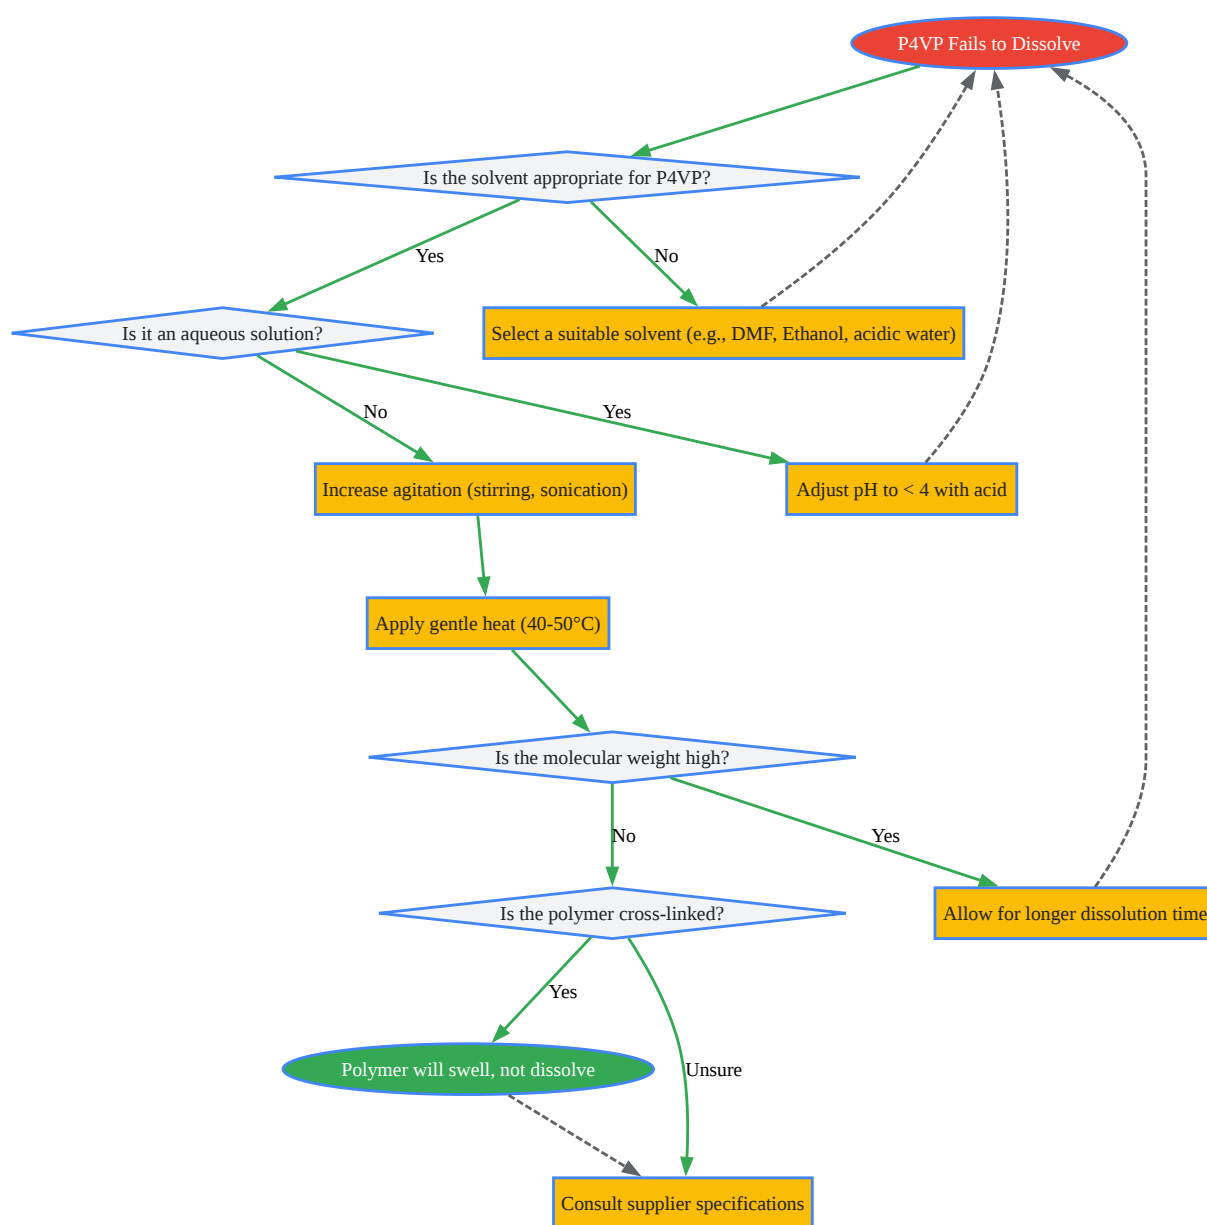 P4VP Fails to Dissolve
Is the solvent appropriate for P4VP?
Yes
No
Is it an aqueous solution?
Select a suitable solvent (e.g., DMF, Ethanol, acidic water)
No
Yes
Increase agitation (stirring, sonication)
Adjust pH to < 4 with acid
Apply gentle heat (40-50°C)
Is the molecular weight high?
No
Yes
Is the polymer cross-linked?
Allow for longer dissolution time
Yes
Polymer will swell, not dissolve
Unsure
Consult supplier specifications